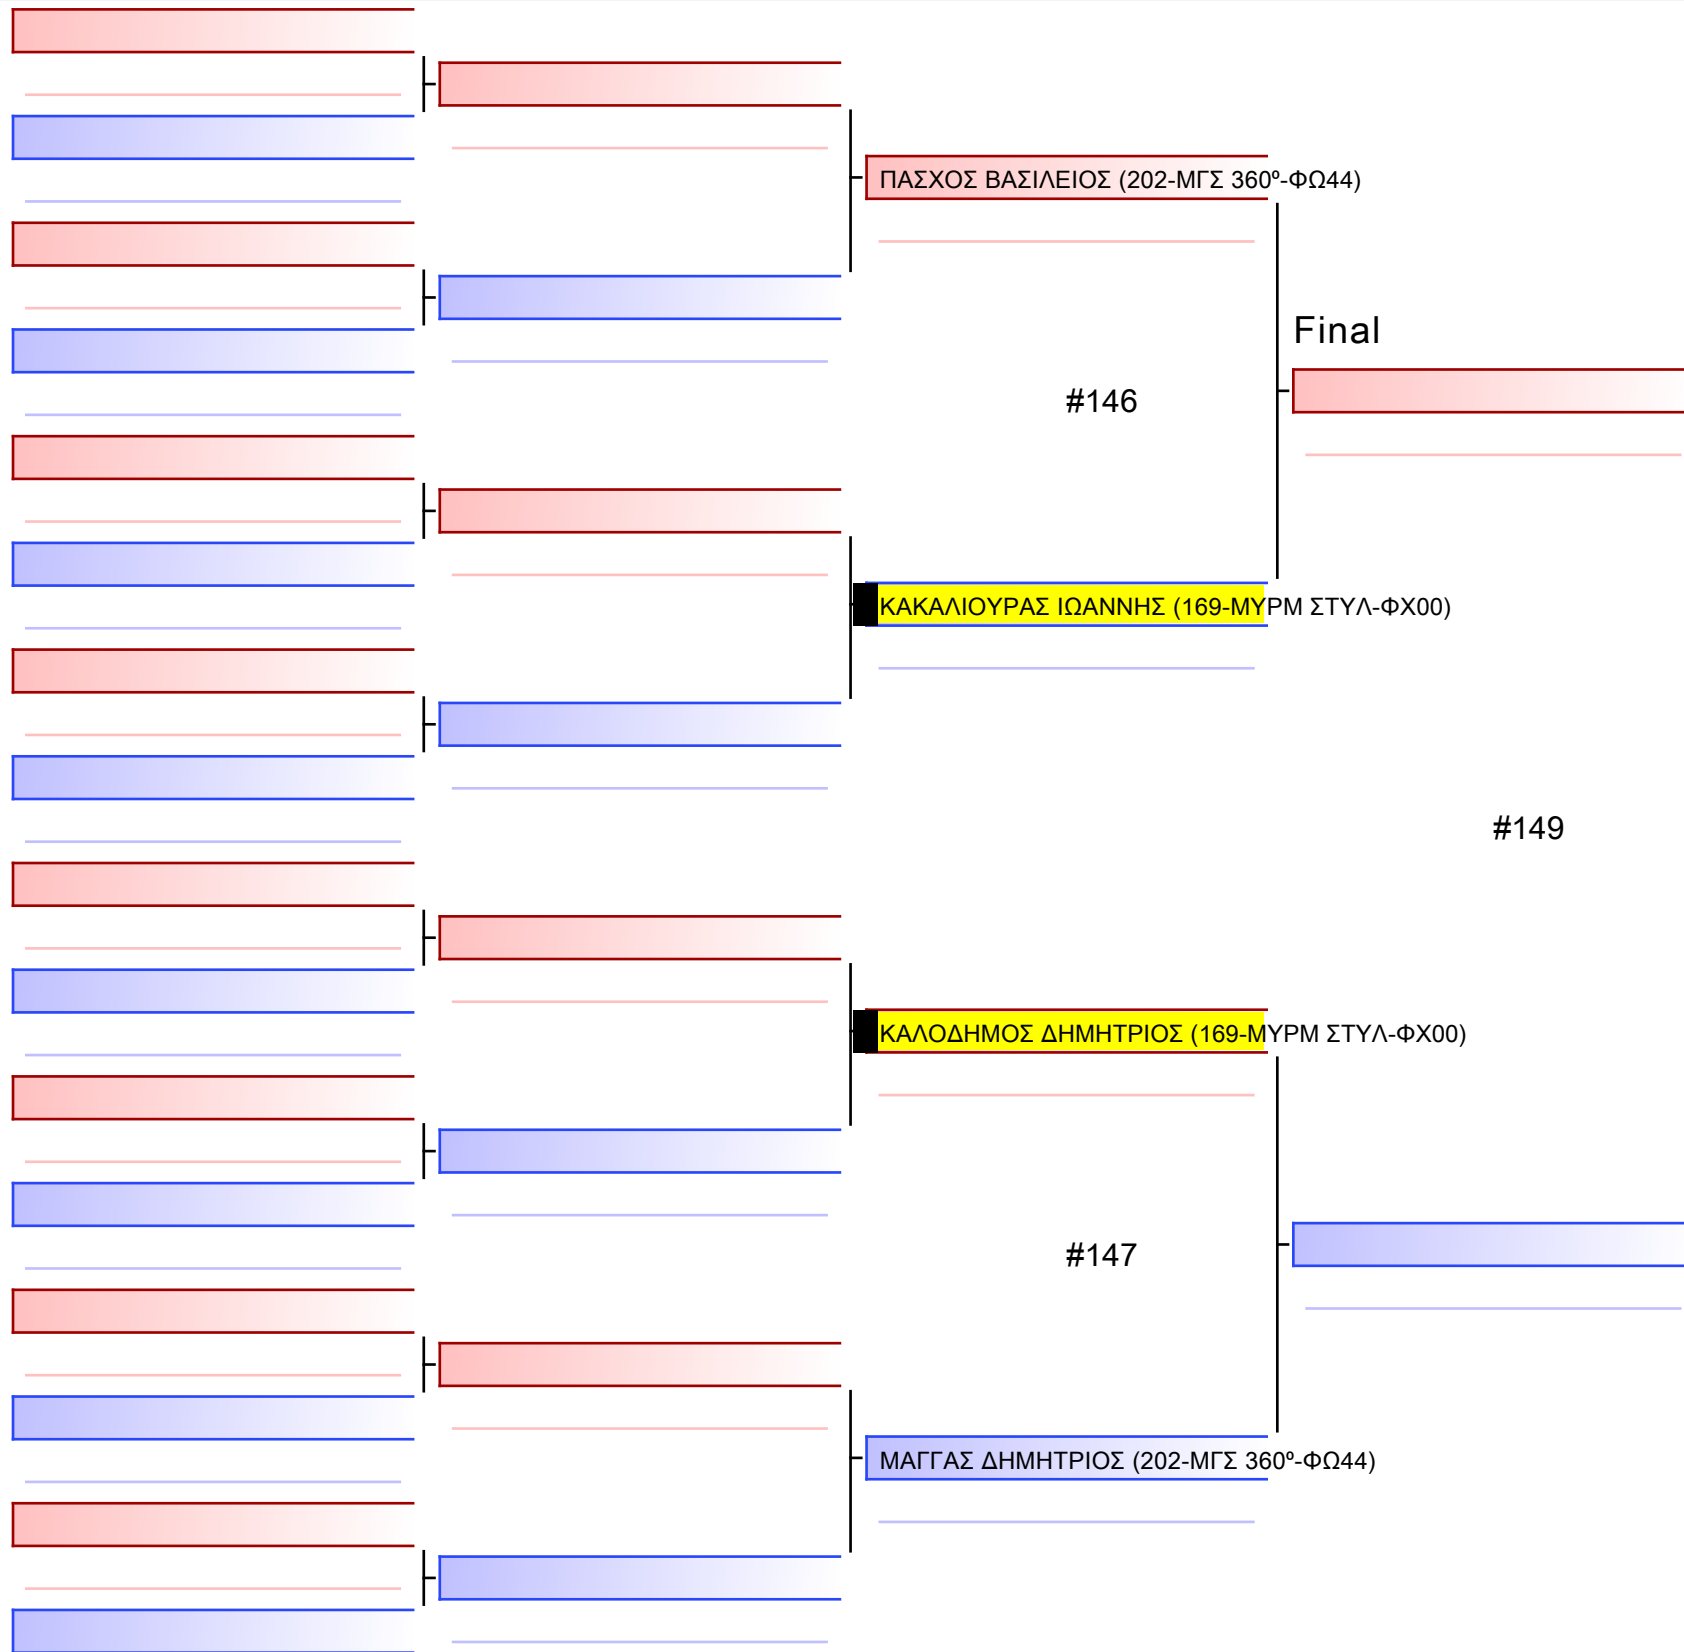 ΠΑΣΧΟΣ ΒΑΣΙΛΕΙΟΣ (202-ΜΓΣ 360º-ΦΩ44)
Final
#146
ΚΑΚΑΛΙΟΥΡΑΣ ΙΩΑΝΝΗΣ (169-ΜΥΡΜ ΣΤΥΛ-ΦΧ00)
#149
ΚΑΛΟΔΗΜΟΣ ΔΗΜΗΤΡΙΟΣ (169-ΜΥΡΜ ΣΤΥΛ-ΦΧ00)
#147
ΜΑΓΓΑΣ ΔΗΜΗΤΡΙΟΣ (202-ΜΓΣ 360º-ΦΩ44)